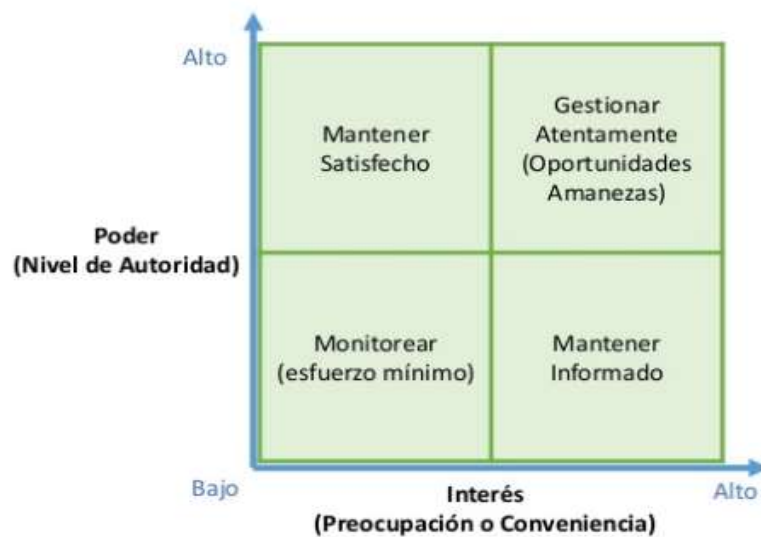 Alto
Mantener
Satisfecho
Gestionar
Atentamente
(Oportunidades
Amanezas)
Poder
(Nivel de Autoridad)
Monitorear
(esfuerzo mínimo)
Mantener
Informado
Bajo
Interés
(Preocupación o Conveniencia)
Alto